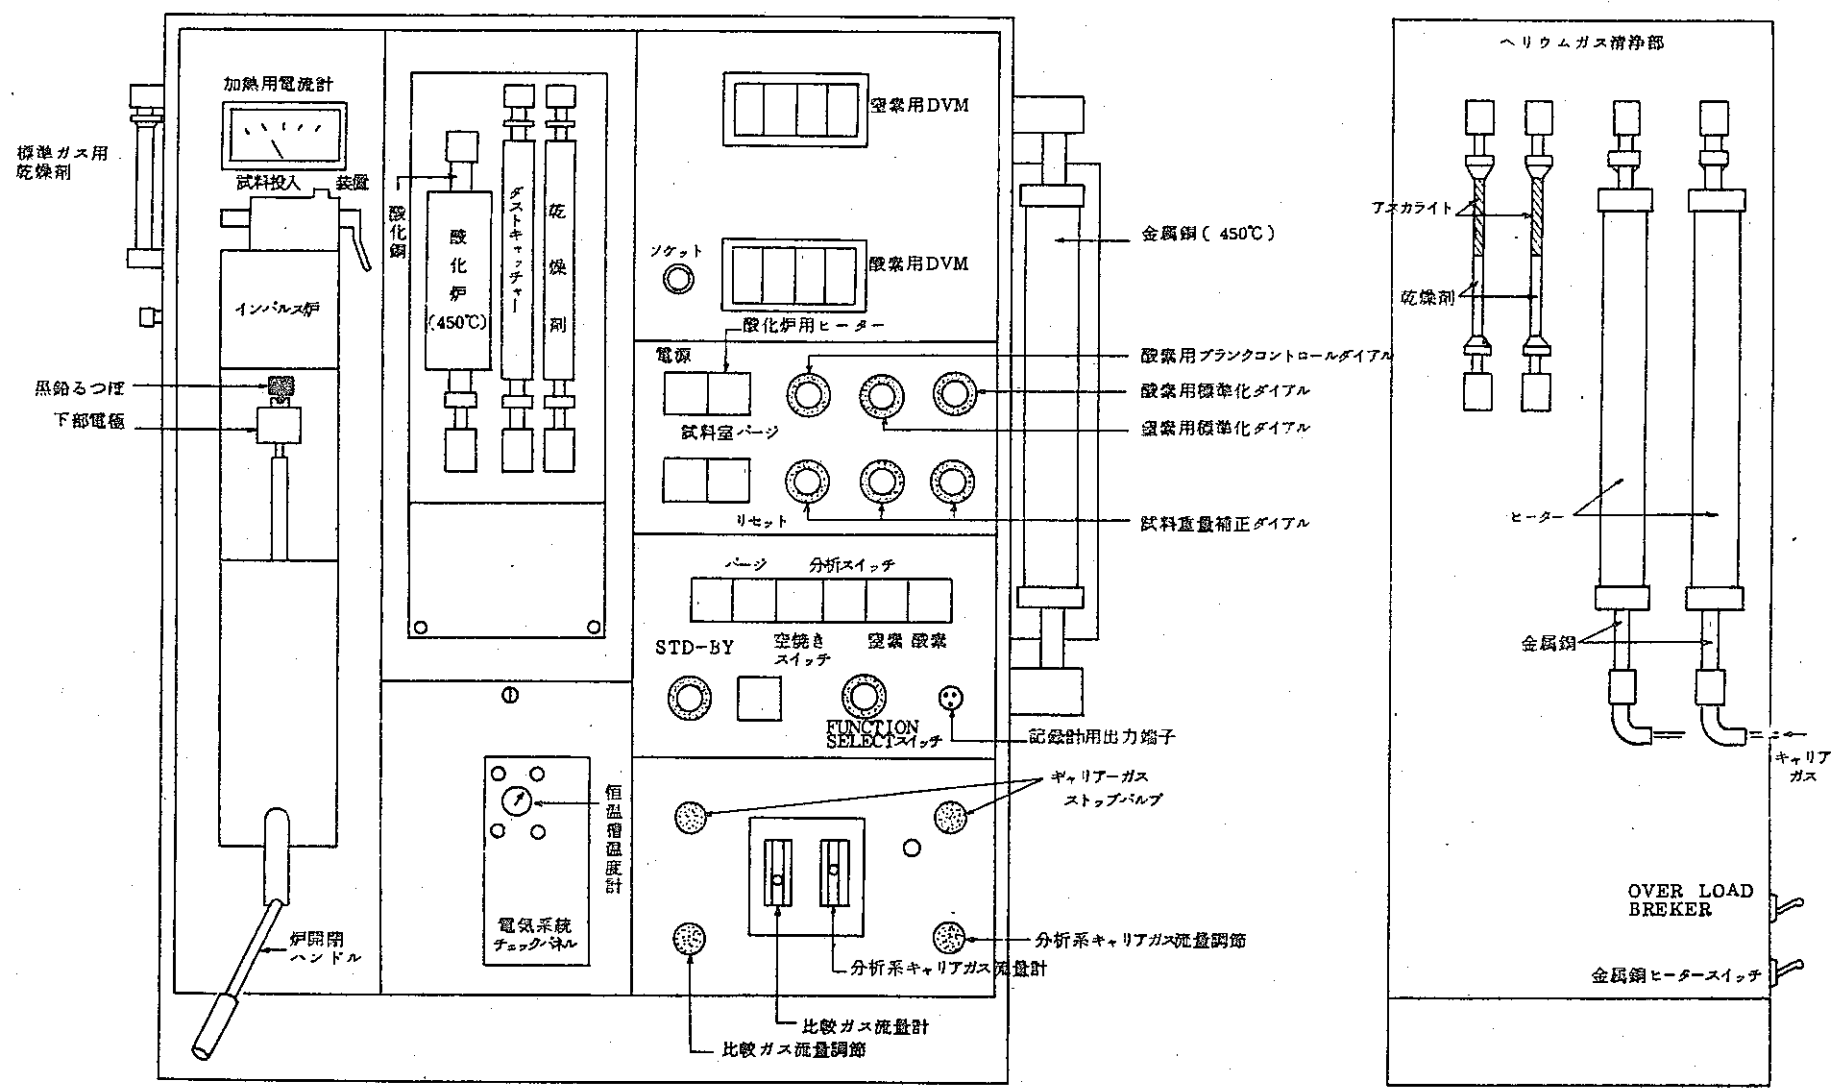 加熱用電流計
標準ガス用
乾燥剤
試料投入 装置
インパルス炉
黒鉛るつぼ
下部電極
炉開閉
ハンドル
酸化銅
酸化炉
(450℃)
ダストキャッチャー
乾燥剤
恒温槽温度計
電気系統
チェックパネル
窒素用DVM
ソケット
酸素用DVM
酸化炉用ヒーター
電源
試料室パージ
リセット
パージ 分析スイッチ
STD-BY
空焼き
スイッチ
窒素 酸素
FUNCTION
SELECTスイッチ
金属銅(450℃)
酸素用ブランクコントロールダイアル
酸素用標準化ダイアル
窒素用標準化ダイアル
試料重量補正ダイアル
記録計用出力端子
キャリアーガス
ストップバルブ
分析系キャリアガス流量調節
分析系キャリアガス流量計
比較ガス流量計
比較ガス流量調節
ヘリウムガス清浄部
アスカライト
乾燥剤
ヒーター
金属銅
キャリア
ガス
OVER LOAD
BREKER
金属銅ヒータースイッチ